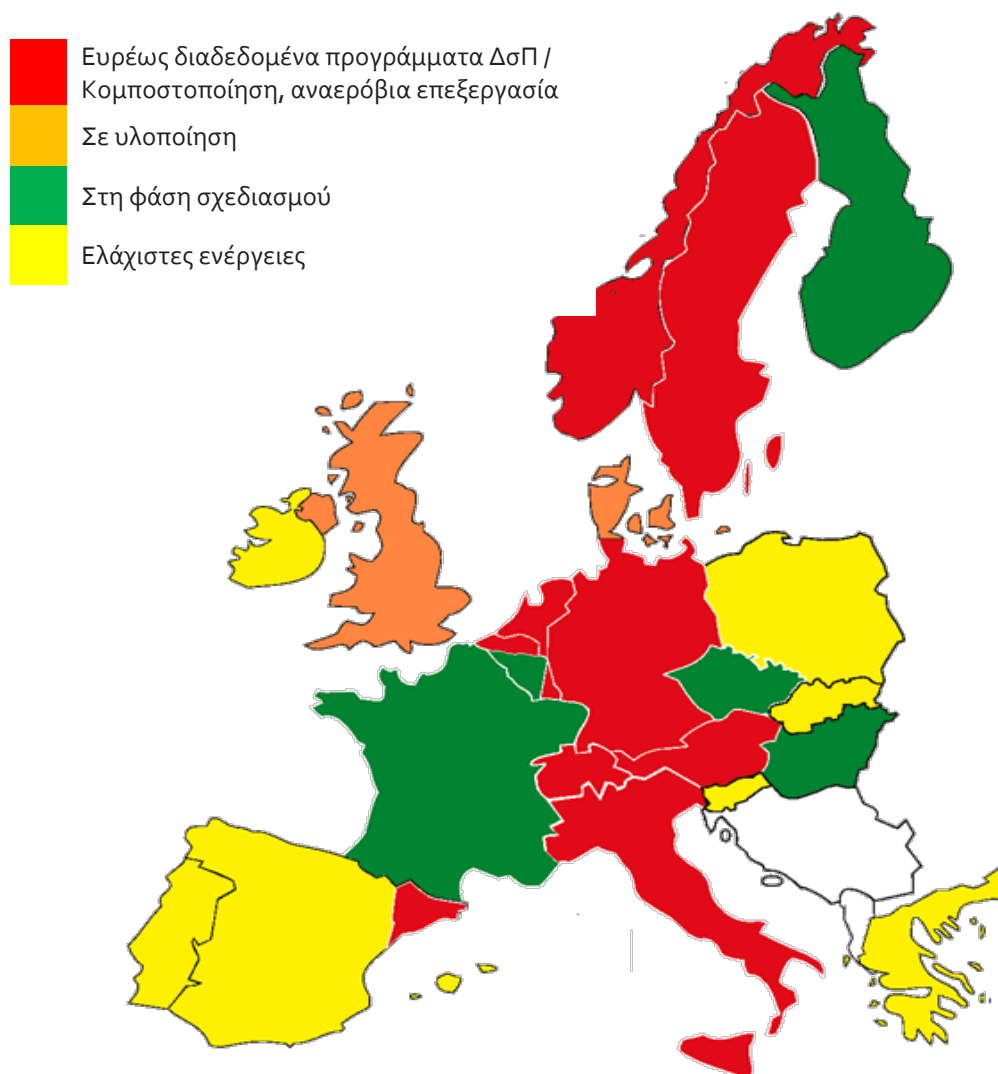 Ευρέως διαδεδομένα προγράμματα ΔσΠ /
Κομποστοποίηση, αναερόβια επεξεργασία
Σε υλοποίηση
Στη φάση σχεδιασμού
Ελάχιστες ενέργειες